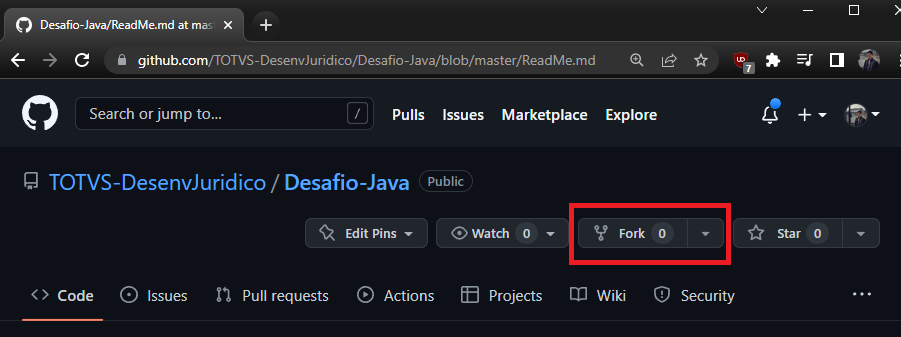 Desafio-Java/ReadMe.md at mas
github.com/TOTVS-DesenvJuridico/Desafio-Java/blob/master/ReadMe.md
7
Search or jump to... /
Pulls Issues Marketplace Explore
TOTVS-DesenvJuridico / Desafio-Java Public
Edit Pins Watch 0 Fork 0 Star 0
Code Issues Pull requests Actions Projects Wiki Security